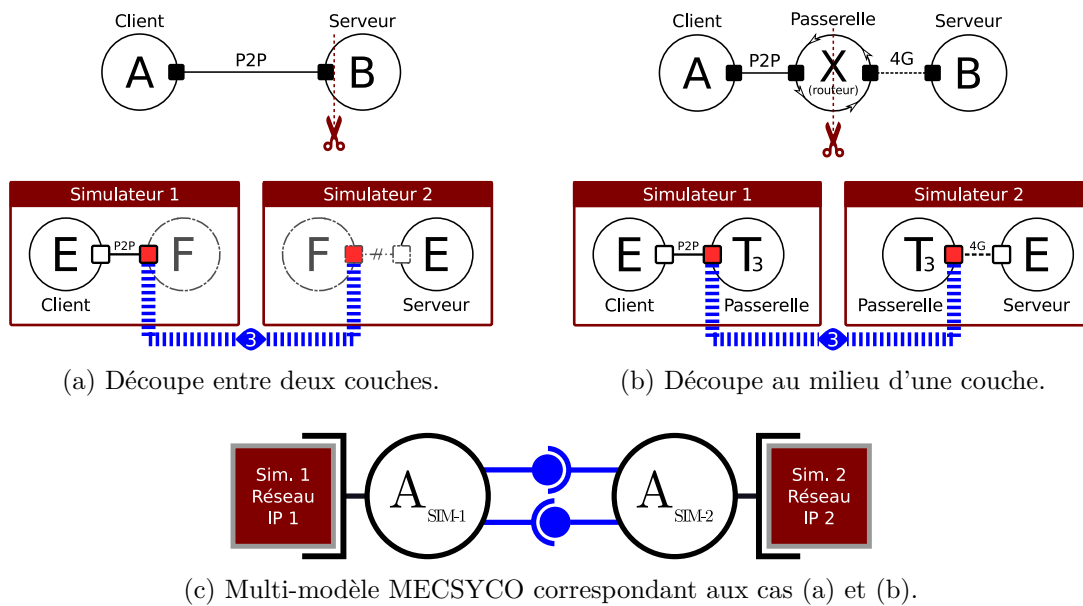 Client
Serveur
A
P2P
B
Simulateur 1
Simulateur 2
E
P2P
F
F
//
E
Client
Serveur
3
(a) Découpe entre deux couches.
Passerelle
Client
Serveur
A
P2P
X
(routeur)
4G
B
Simulateur 1
Simulateur 2
E
P2P
T3
T3
4G
E
Client
Passerelle
Passerelle
Serveur
3
(b) Découpe au milieu d'une couche.
Sim. 1
Réseau
IP 1
A SIM-1
A SIM-2
Sim. 2
Réseau
IP 2
(c) Multi-modèle MECSYCO correspondant aux cas (a) et (b).